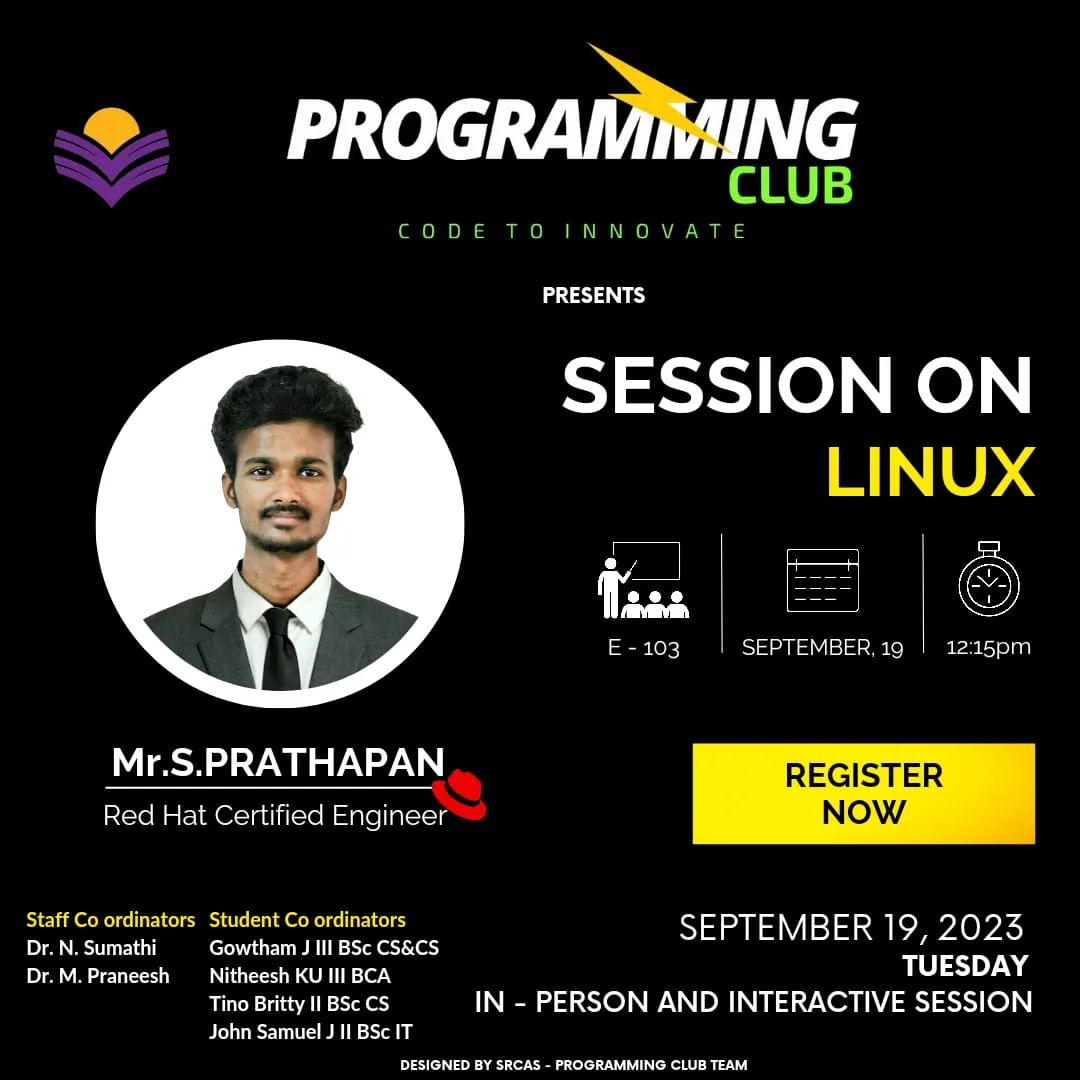 PROGRAMMING
CLUB
CODE TO INNOVATE
PRESENTS
SESSION ON
LINUX
E - 103
SEPTEMBER, 19
12:15pm
Mr.S.PRATHAPAN
Red Hat Certified Engineer
REGISTER
NOW
Staff Co ordinators
Dr. N. Sumathi
Dr. M. Praneesh
Student Co ordinators
Gowtham J III BSc CS&CS
Nitheesh KU III BCA
Tino Britty II BSc CS
John Samuel J II BSc IT
SEPTEMBER 19, 2023
TUESDAY
IN - PERSON AND INTERACTIVE SESSION
DESIGNED BY SRCAS - PROGRAMMING CLUB TEAM